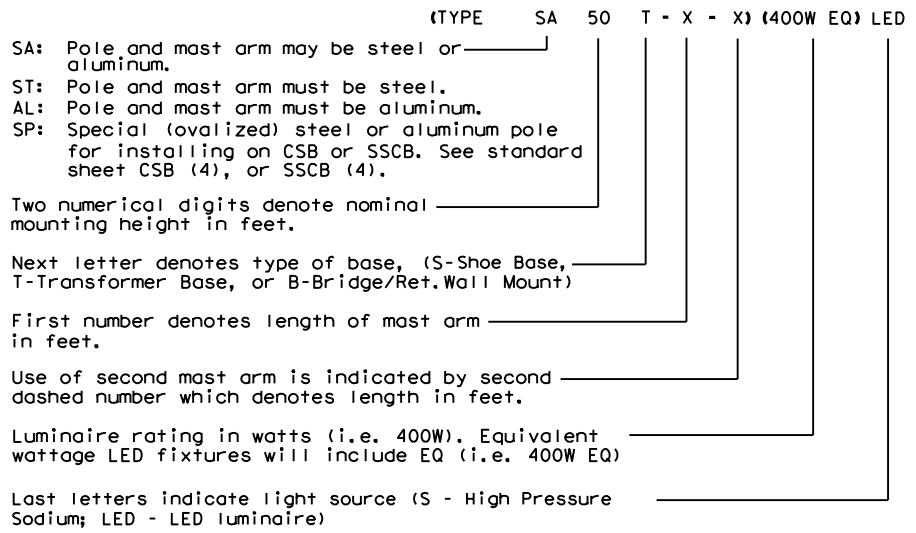 (TYPE SA 50 T - X - X) (400W EQ) LED
SA: Pole and mast arm may be steel or
aluminum.
ST: Pole and mast arm must be steel.
AL: Pole and mast arm must be aluminum.
SP: Special (ovalized) steel or aluminum pole
for installing on CSB or SSCB. See standard
sheet CSB (4), or SSCB (4).
Two numerical digits denote nominal
mounting height in feet.
Next letter denotes type of base, (S-Shoe Base,
T-Transformer Base, or B-Bridge/Ret.Wall Mount)
First number denotes length of mast arm
in feet.
Use of second mast arm is indicated by second
dashed number which denotes length in feet.
Luminaire rating in watts (i.e. 400W). Equivalent
wattage LED fixtures will include EQ (i.e. 400W EQ)
Last letters indicate light source (S - High Pressure
Sodium; LED - LED luminaire)